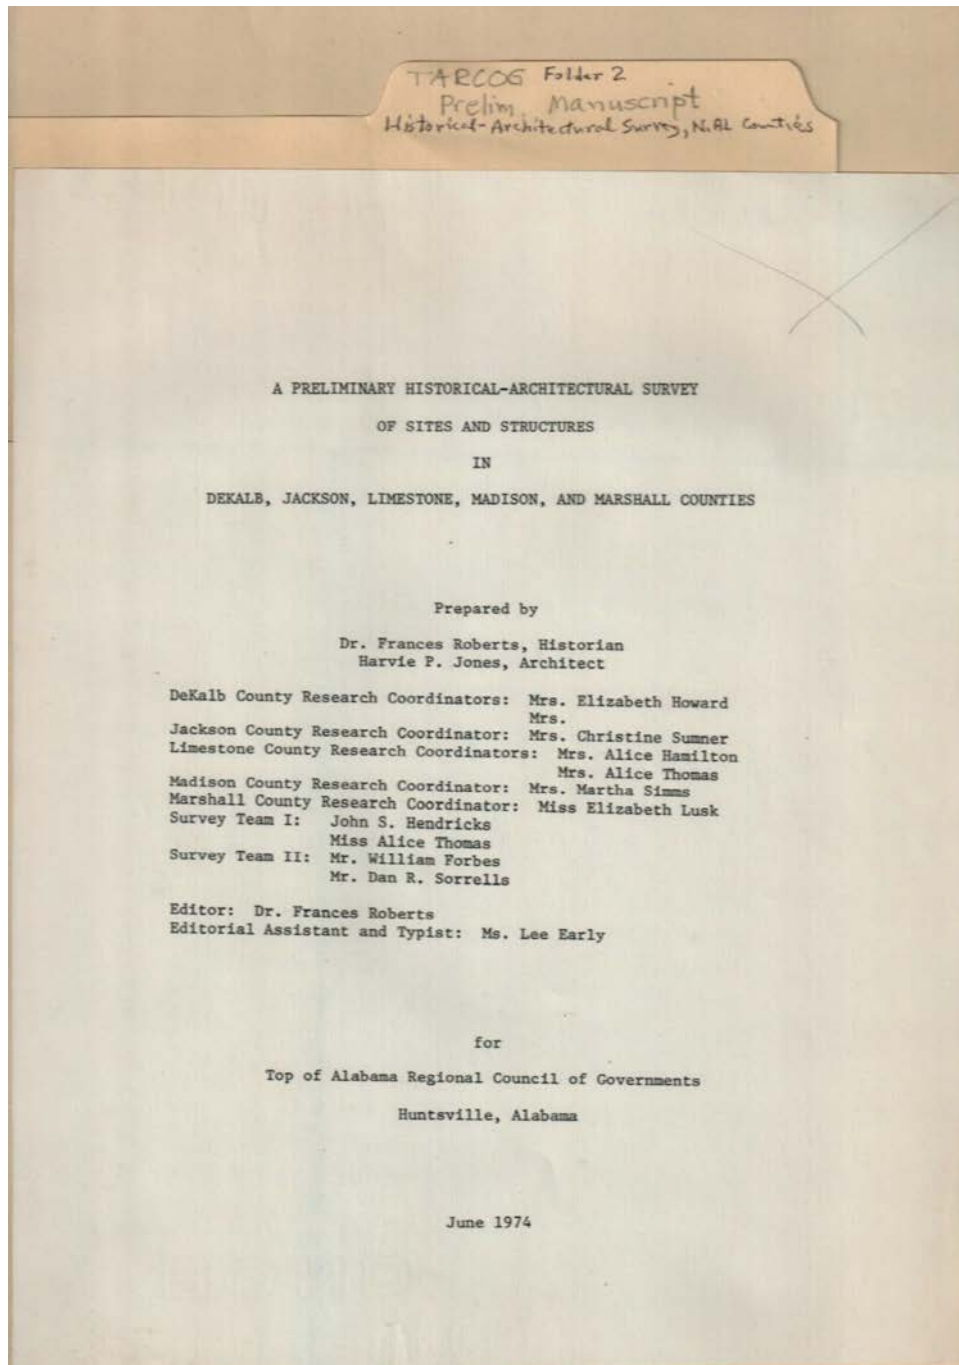 TARCOG Folder 2
Prelim. Manuscript
Historical-Architectural Survey, N. AL Counties
A PRELIMINARY HISTORICAL-ARCHITECTURAL SURVEY
OF SITES AND STRUCTURES
IN
DEKALB, JACKSON, LIMESTONE, MADISON, AND MARSHALL COUNTIES
Prepared by
Dr. Frances Roberts, Historian
Harvie P. Jones, Architect
DeKalb County Research Coordinators: Mrs. Elizabeth Howard
Mrs.
Jackson County Research Coordinator: Mrs. Christine Sumner
Limestone County Research Coordinators: Mrs. Alice Hamilton
Mrs. Alice Thomas
Madison County Research Coordinator: Mrs. Martha Simms
Marshall County Research Coordinator: Miss Elizabeth Lusk
Survey Team I: John S. Hendricks
Miss Alice Thomas
Survey Team II: Mr. William Forbes
Mr. Dan R. Sorrells
Editor: Dr. Frances Roberts
Editorial Assistant and Typist: Ms. Lee Early
for
Top of Alabama Regional Council of Governments
Huntsville, Alabama
June 1974